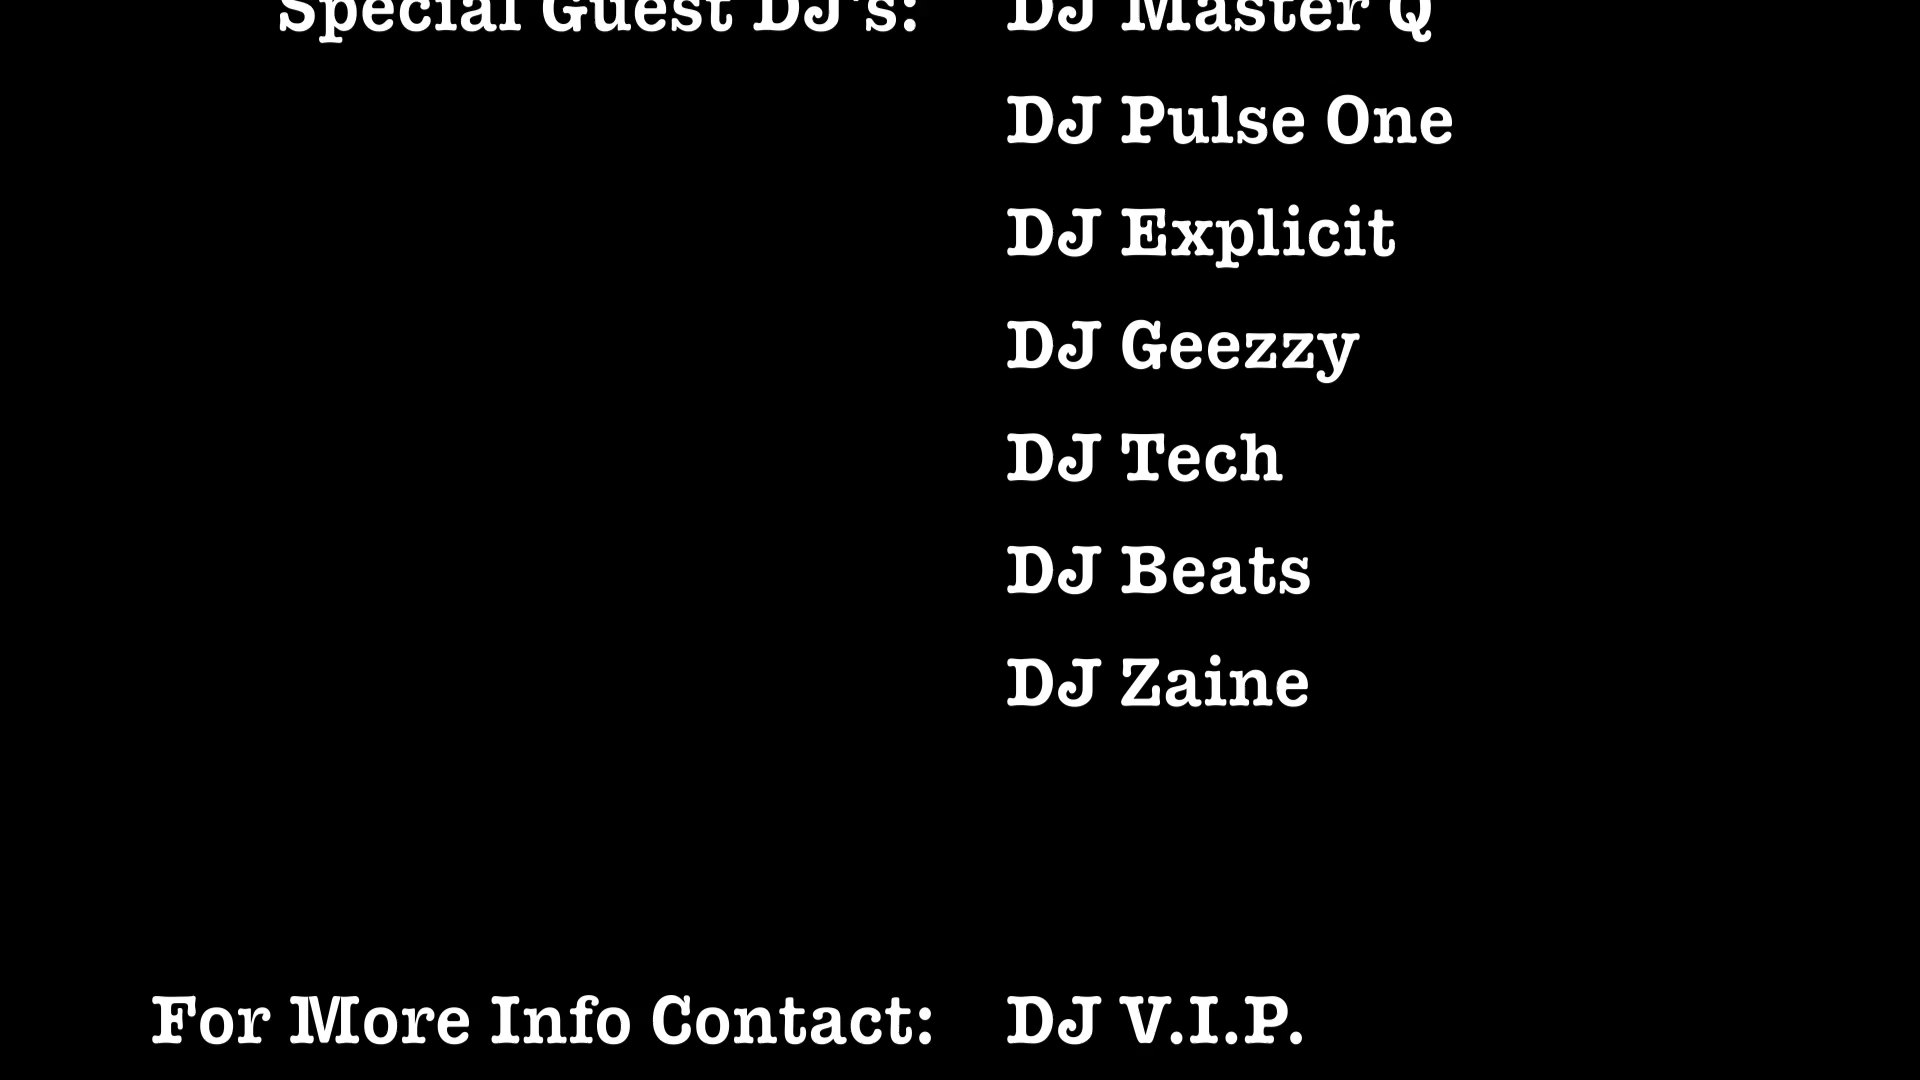 Special Guest DJ's: DJ Master Q
DJ Pulse One
DJ Explicit
DJ Geezzy
DJ Tech
DJ Beats
DJ Zaine
For More Info Contact: DJ V.I.P.